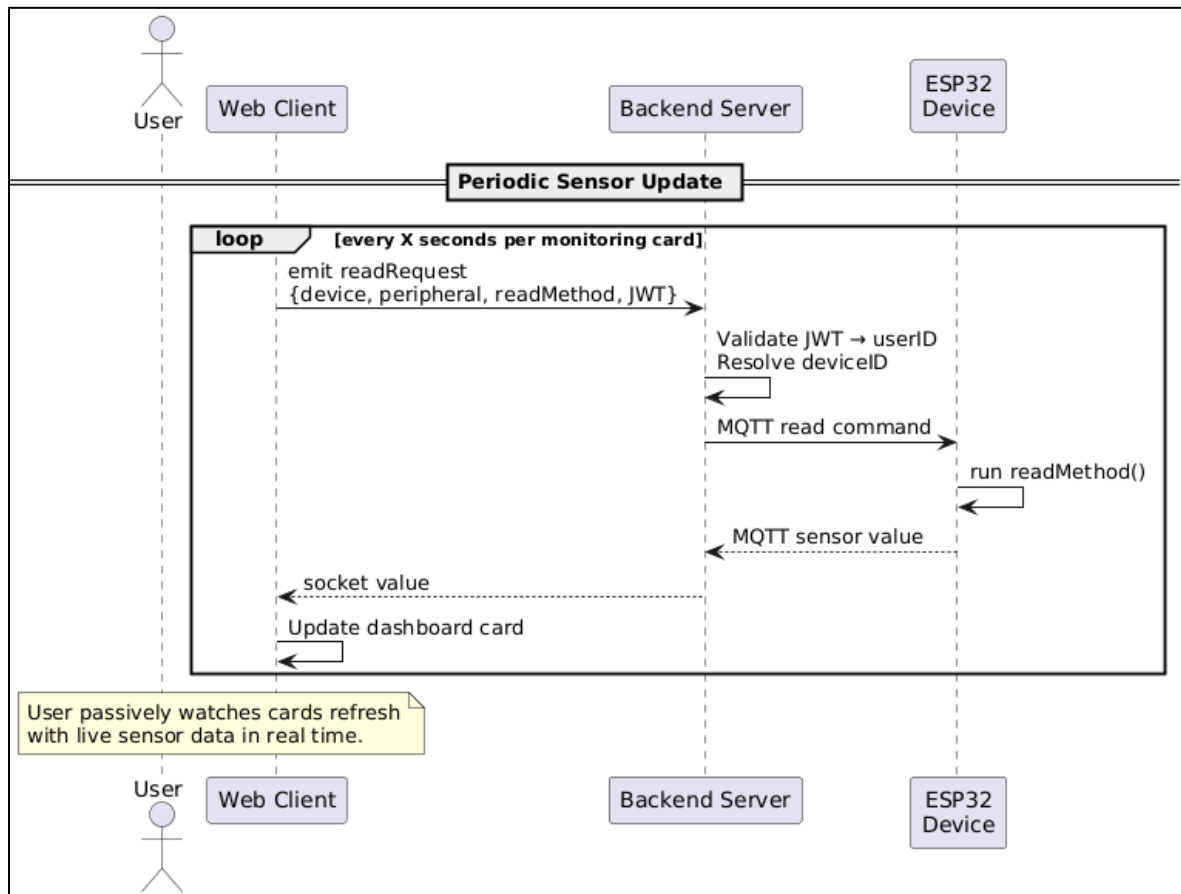 User
Web Client
Backend Server
ESP32
Device
Periodic Sensor Update
loop
[every X seconds per monitoring card]
emit readRequest
{device, peripheral, readMethod, JWT}
Validate JWT → userID
Resolve deviceID
MQTT read command
run readMethod()
MQTT sensor value
socket value
Update dashboard card
User passively watches cards refresh
with live sensor data in real time.
User
Web Client
Backend Server
ESP32
Device